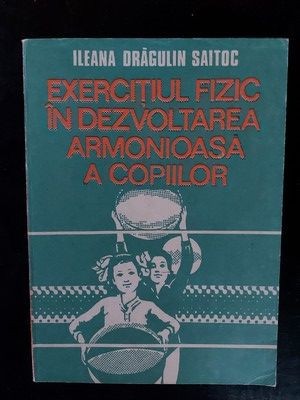 ILEANA DRĂGULIN SAITOC
EXERCIȚIUL FIZIC
ÎN DEZVOLTAREA
ARMONIOASĂ
A COPIILOR